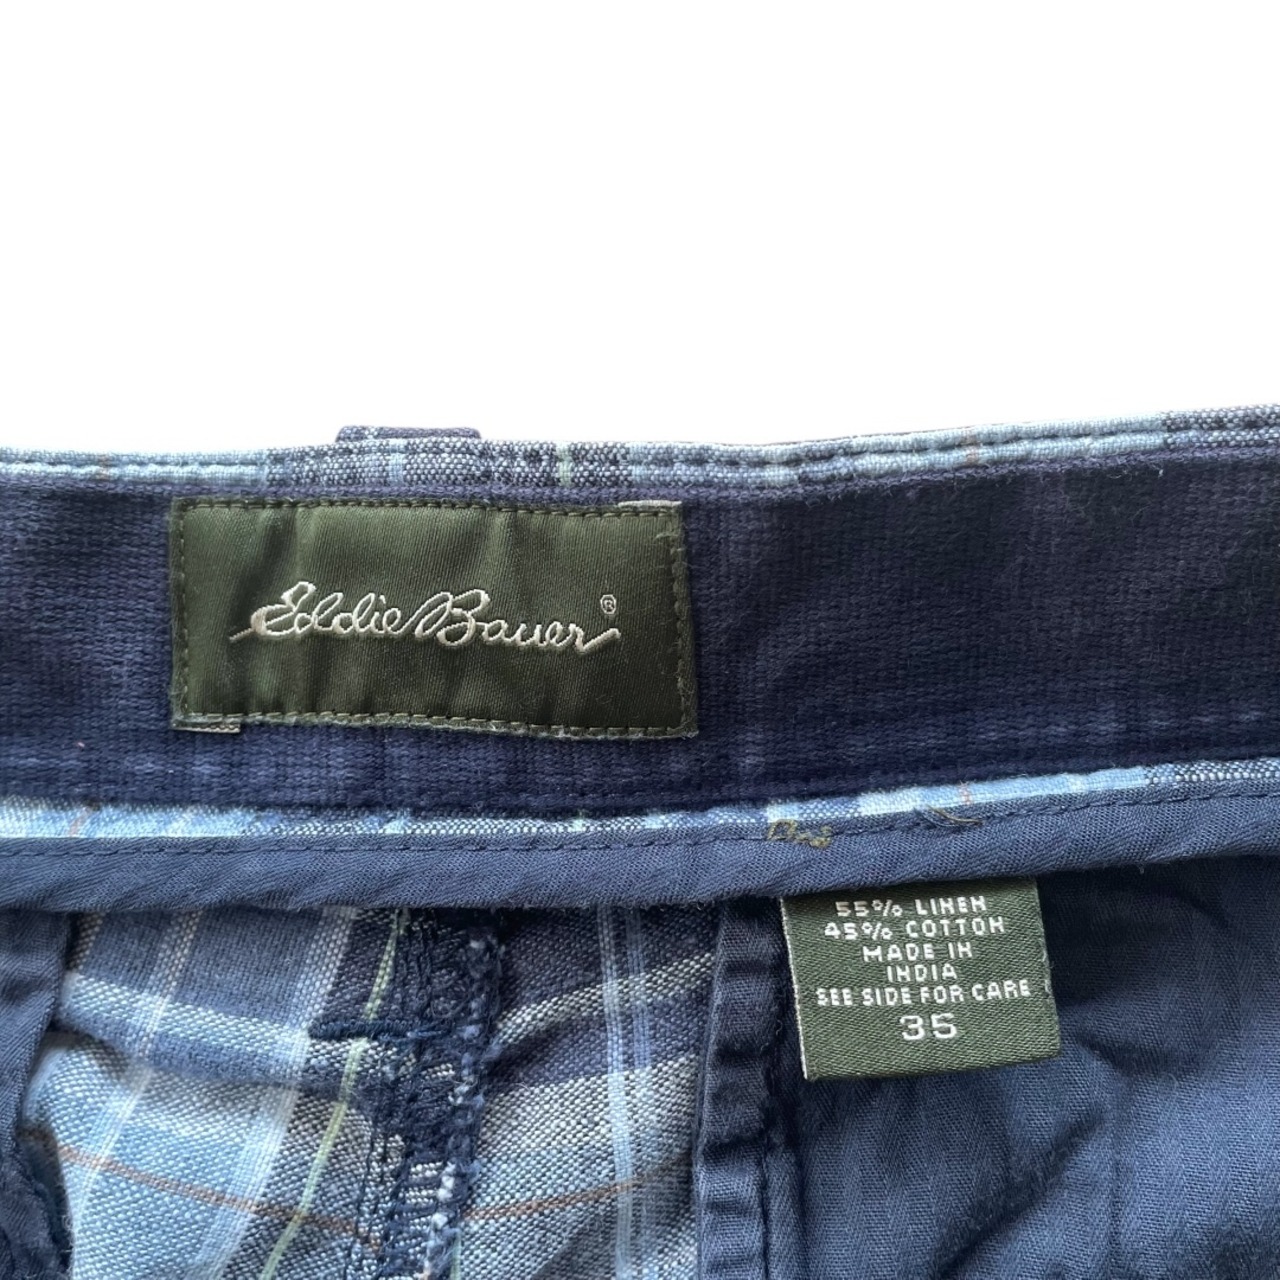 Eddie Bauer ®
55% LINEN
45% COTTON
MADE IN
INDIA
SEE SIDE FOR CARE
35